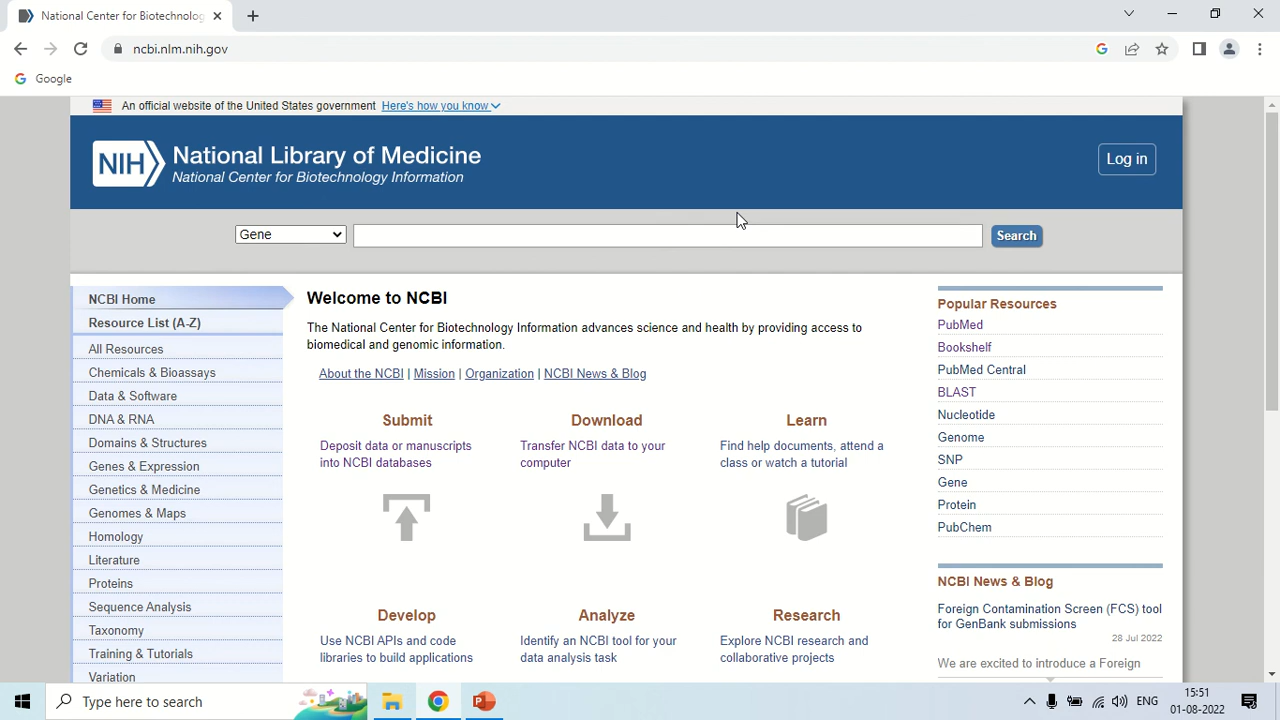 National Center for Biotechnolog
ncbi.nlm.nih.gov
Google
An official website of the United States government Here's how you know
NIH National Library of Medicine
National Center for Biotechnology Information
Log in
Gene
Search
NCBI Home
Resource List (A-Z)
All Resources
Chemicals & Bioassays
Data & Software
DNA & RNA
Domains & Structures
Genes & Expression
Genetics & Medicine
Genomes & Maps
Homology
Literature
Proteins
Sequence Analysis
Taxonomy
Training & Tutorials
Variation
Welcome to NCBI
The National Center for Biotechnology Information advances science and health by providing access to
biomedical and genomic information.
About the NCBI | Mission | Organization | NCBI News & Blog
Submit
Deposit data or manuscripts
into NCBI databases
Download
Transfer NCBI data to your
computer
Learn
Find help documents, attend a
class or watch a tutorial
Develop
Use NCBI APIs and code
libraries to build applications
Analyze
Identify an NCBI tool for your
data analysis task
Research
Explore NCBI research and
collaborative projects
Popular Resources
PubMed
Bookshelf
PubMed Central
BLAST
Nucleotide
Genome
SNP
Gene
Protein
PubChem
NCBI News & Blog
Foreign Contamination Screen (FCS) tool
for GenBank submissions
28 Jul 2022
We are excited to introduce a Foreign
Type here to search
ENG
15:51
01-08-2022